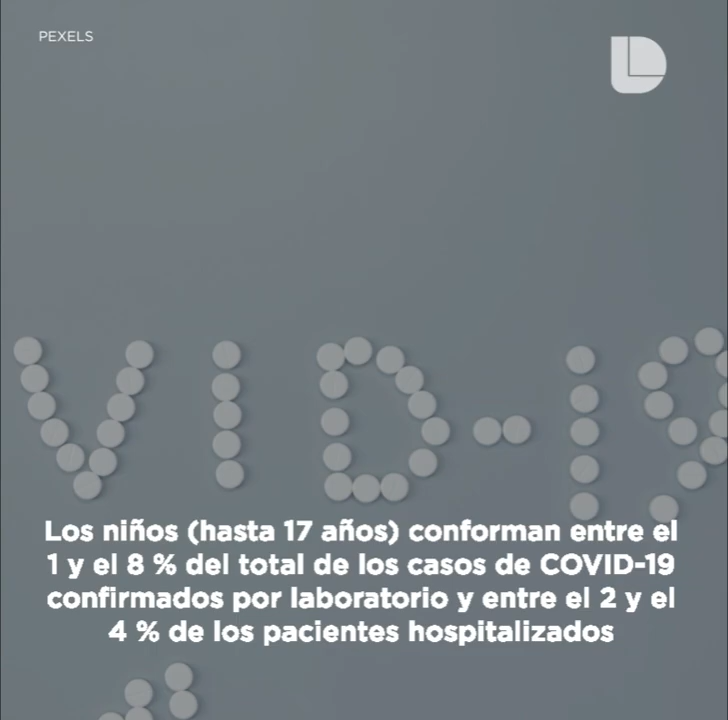 PEXELS
VID-19
Los niños (hasta 17 años) conforman entre el
1 y el 8 % del total de los casos de COVID-19
confirmados por laboratorio y entre el 2 y el
4 % de los pacientes hospitalizados